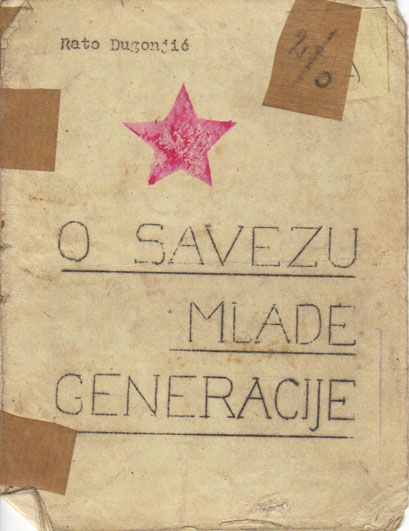 Rato Dugonjić
O SAVEZU
MLADE
GENERACIJE